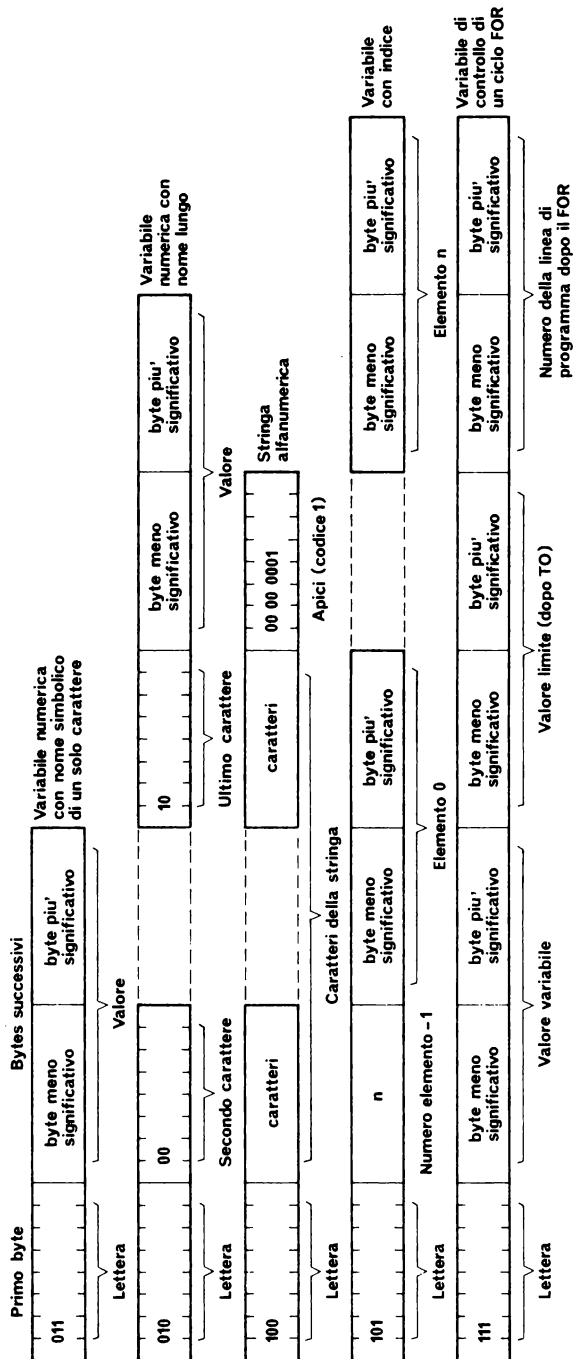 Primo byte
Bytes successivi
011
byte meno
significativo
byte piu'
significativo
Variabile numerica
con nome simbolico
di un solo carattere
Lettera
Valore
010
00
10
byte meno
significativo
byte piu'
significativo
Variabile
numerica con
nome lungo
Lettera
Secondo carattere
Ultimo carattere
Valore
100
caratteri
caratteri
00 00 0001
Stringa
alfanumerica
Lettera
Caratteri della stringa
Apici (codice 1)
101
n
byte meno
significativo
byte piu'
significativo
byte meno
significativo
byte piu'
significativo
Variabile
con indice
Lettera
Numero elemento -1
Elemento 0
Elemento n
111
byte meno
significativo
byte piu'
significativo
byte meno
significativo
byte piu'
significativo
byte meno
significativo
byte piu'
significativo
Variabile di
controllo di
un ciclo FOR
Lettera
Valore variabile
Valore limite (dopo TO)
Numero della linea di
programma dopo il FOR